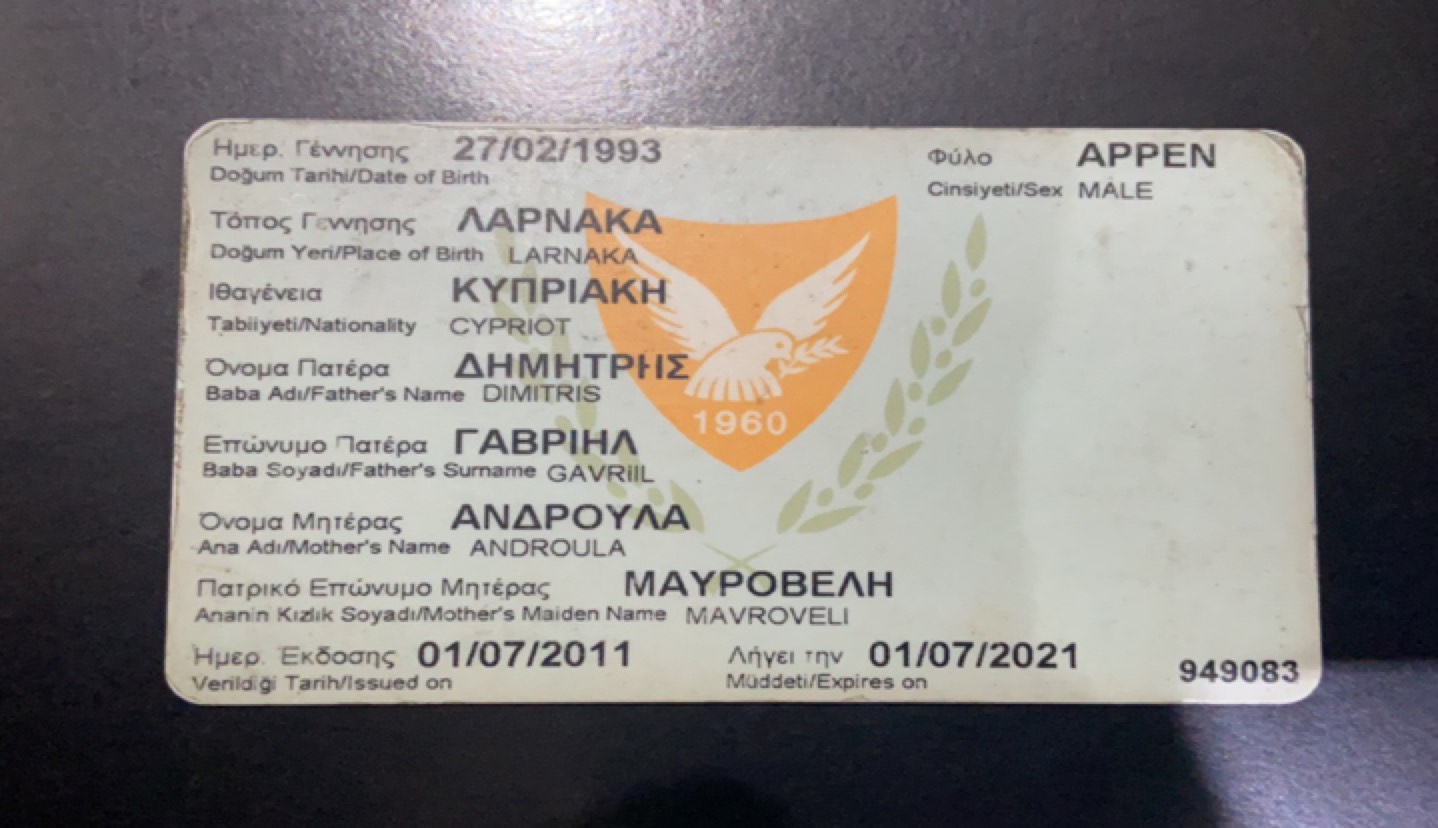 Ημερ. Γέννησης 27/02/1993 Φύλο ΑΡΡΕΝ
Doğum Tarihi/Date of Birth Cinsiyeti/Sex MALE
Τόπος Γεννησης ΛΑΡΝΑΚΑ
Doğum Yeri/Place of Birth LARNAKA
Ιθαγένεια ΚΥΠΡΙΑΚΗ
Tabiiyeti/Nationality CYPRIOT
Όνομα Πατέρα ΔΗΜΗΤΡΗΣ
Baba Adı/Father's Name DIMITRIS
1960
Επώνυμο Πατέρα ΓΑΒΡΙΗΛ
Baba Soyadı/Father's Surname GAVRIIL
Όνομα Μητέρας ΑΝΔΡΟΥΛΑ
Ana Adı/Mother's Name ANDROULA
Πατρικό Επώνυμο Μητέρας ΜΑΥΡΟΒΕΛΗ
Ananin Kızlik Soyadı/Mother's Maiden Name MAVROVELI
Ημερ. Έκδοσης 01/07/2011 Λήγει την 01/07/2021 949083
Verildiği Tarih/Issued on Müddeti/Expires on